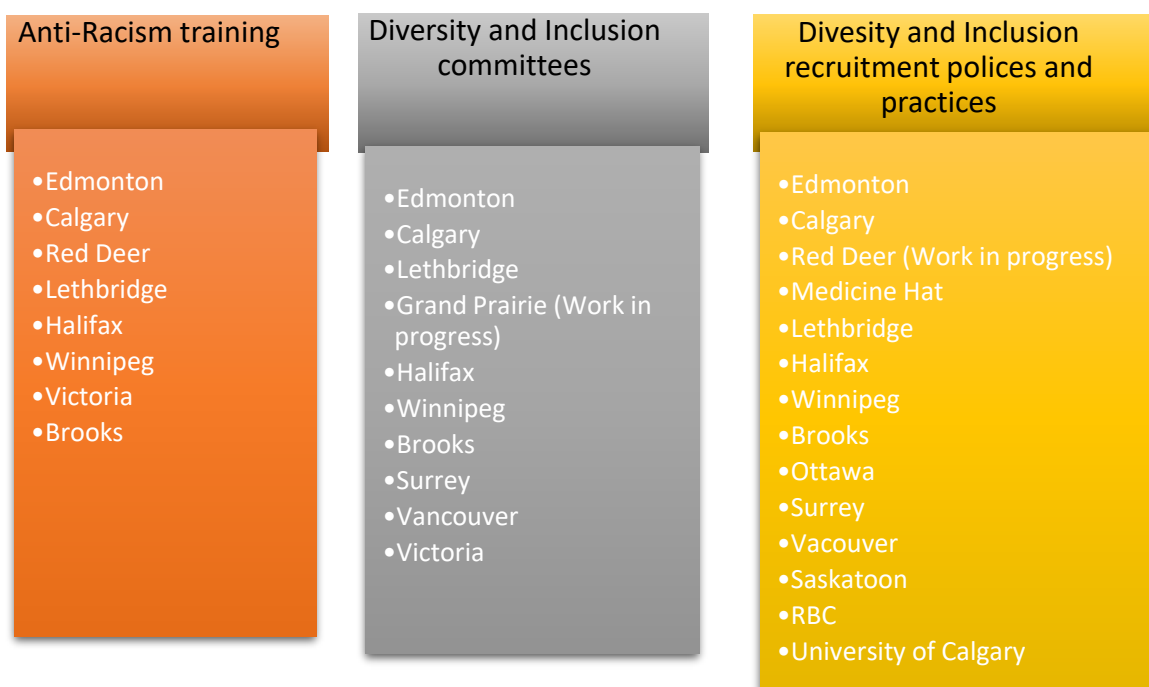 Anti-Racism training
•Edmonton
•Calgary
•Red Deer
•Lethbridge
•Halifax
•Winnipeg
•Victoria
•Brooks
Diversity and Inclusion
committees
•Edmonton
•Calgary
•Lethbridge
•Grand Prairie (Work in
progress)
•Halifax
•Winnipeg
•Brooks
•Surrey
•Vancouver
•Victoria
Divesity and Inclusion
recruitment polices and
practices
•Edmonton
•Calgary
•Red Deer (Work in progress)
•Medicine Hat
•Lethbridge
•Halifax
•Winnipeg
•Brooks
•Ottawa
•Surrey
•Vacouver
•Saskatoon
•RBC
•University of Calgary